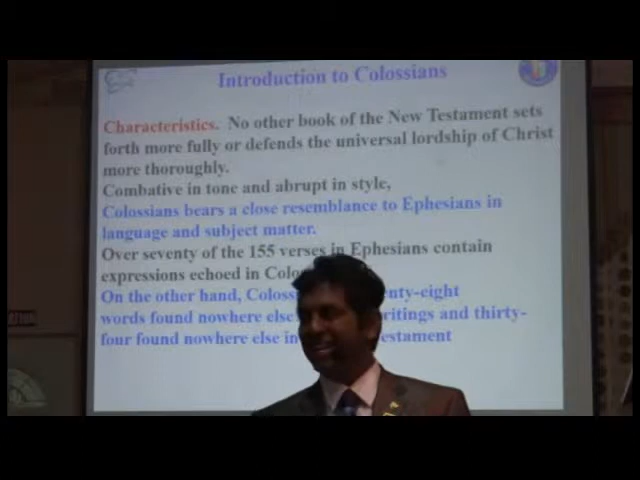 Introduction to Colossians
Characteristics. No other book of the New Testament sets
forth more fully or defends the universal lordship of Christ
more thoroughly.
Combative in tone and abrupt in style,
Colossians bears a close resemblance to Ephesians in
language and subject matter.
Over seventy of the 155 verses in Ephesians contain
expressions echoed in Colo
On the other hand, Coloss enty-eight
words found nowhere else ritings and thirty-
four found nowhere else in estament